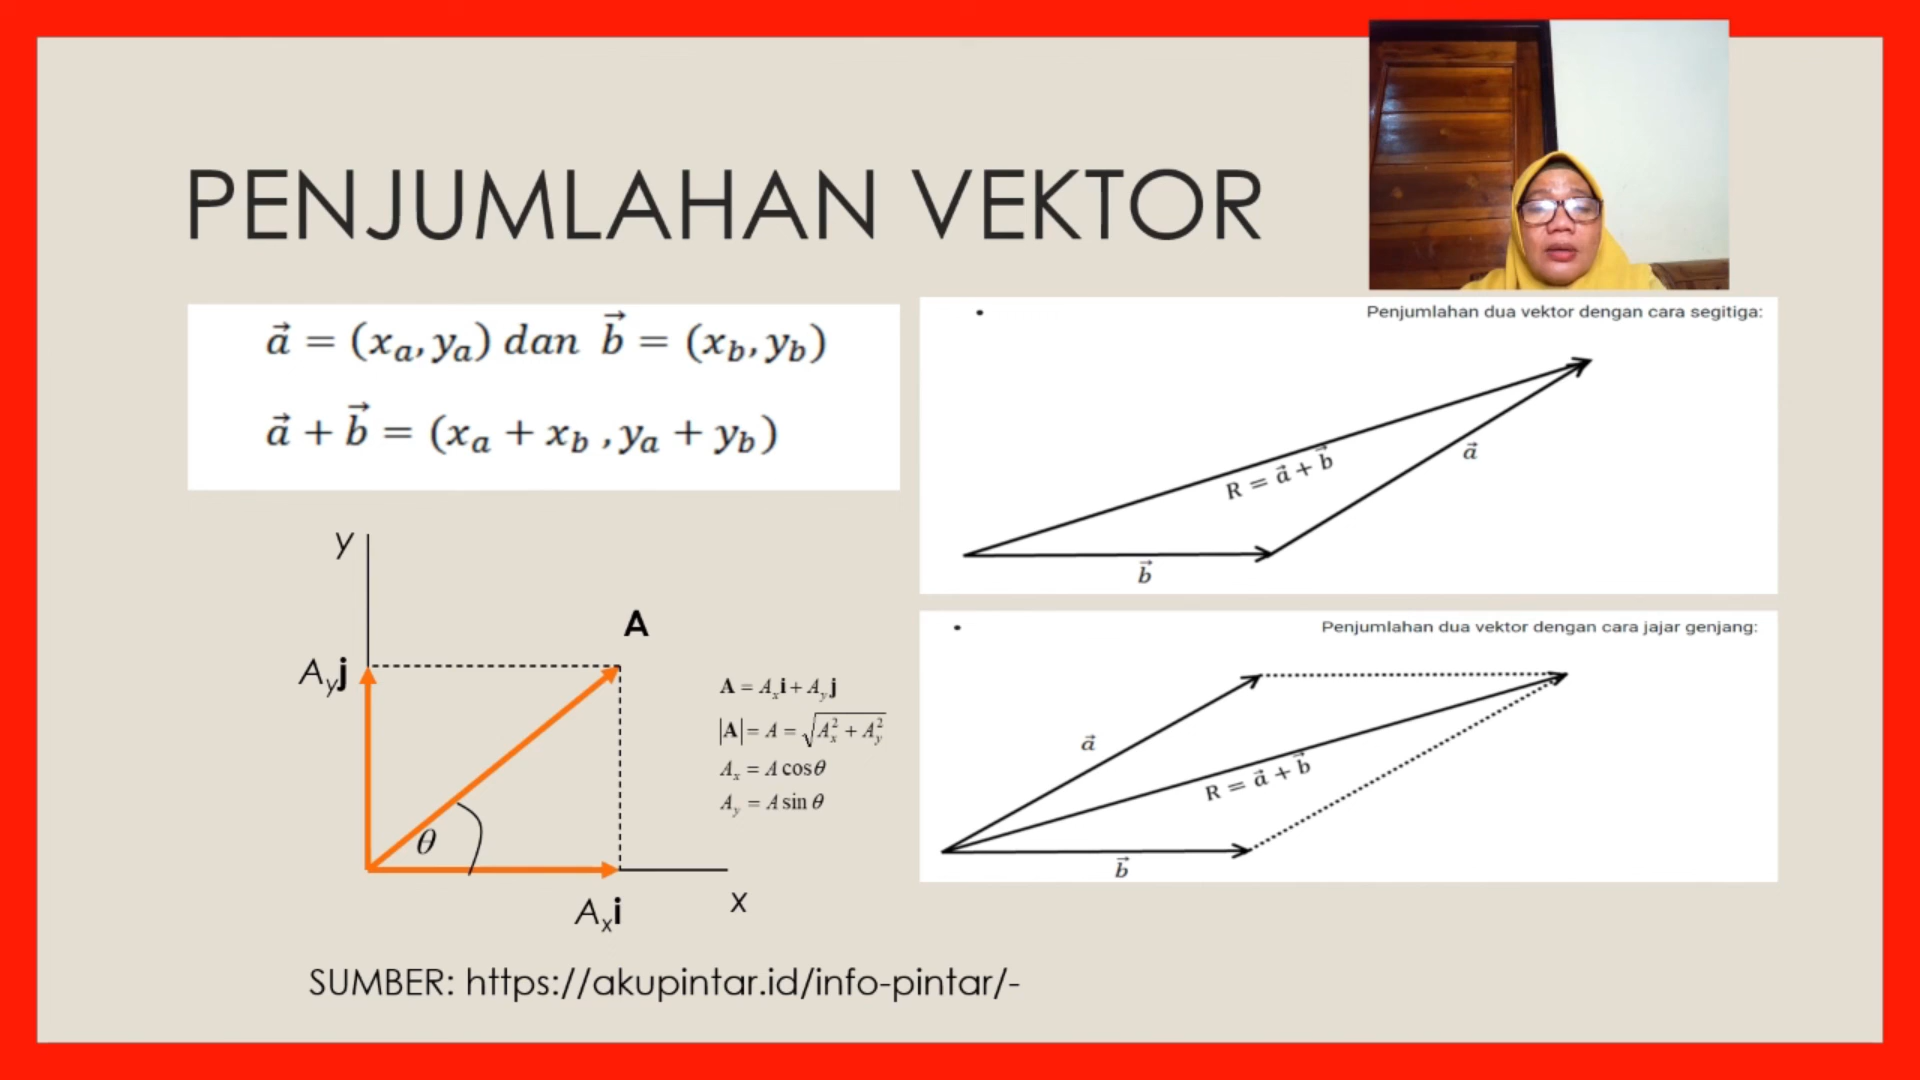 PENJUMLAHAN VEKTOR
a⃗ = (xₐ, yₐ) dan b⃗ = (x_b, y_b)
a⃗ + b⃗ = (xₐ + x_b , yₐ + y_b)
• Penjumlahan dua vektor dengan cara segitiga:
R = a⃗ + b⃗
a⃗
b⃗
• Penjumlahan dua vektor dengan cara jajar genjang:
a⃗
R = a⃗ + b⃗
b⃗
y
A
A_y j
θ
A_x i
x
A = A_x i + A_y j
|A| = A = √(A_x² + A_y²)
A_x = A cosθ
A_y = A sin θ
SUMBER: https://akupintar.id/info-pintar/-